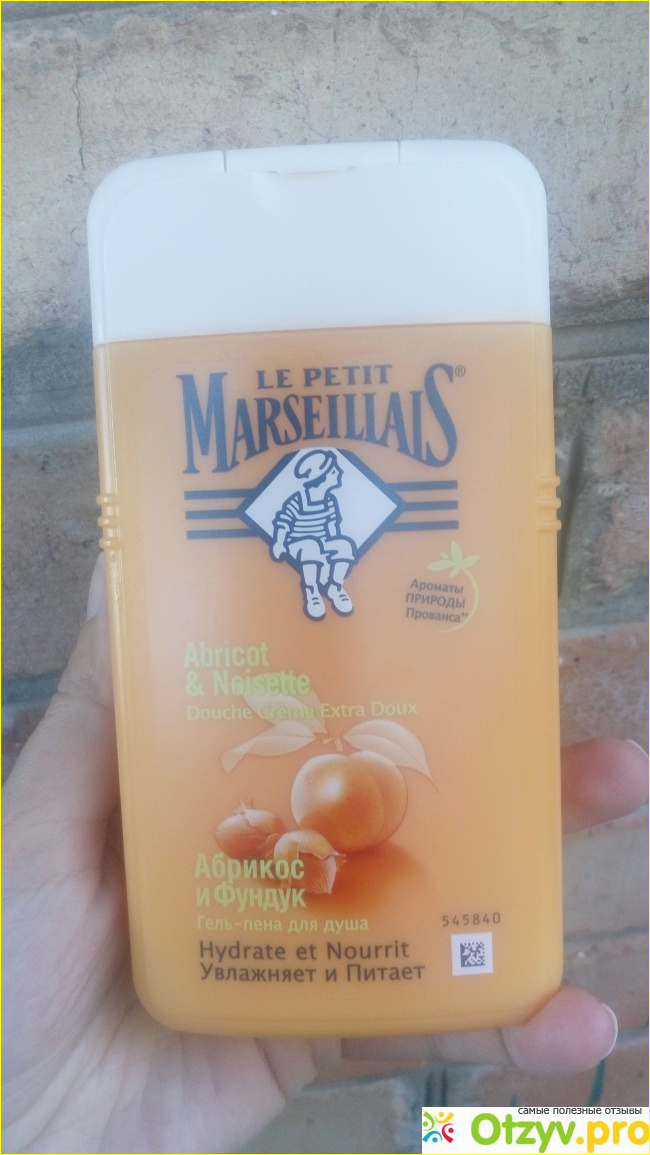 LE PETIT
MARSEILLAIS®
Ароматы
ПРИРОДЫ
Прованса™
Abricot
& Noisette
Douche Crème Extra Doux
Абрикос
и Фундук
Гель-пена для душа
545840
Hydrate et Nourrit
Увлажняет и Питает
самые полезные отзывы
Otzyv.pro